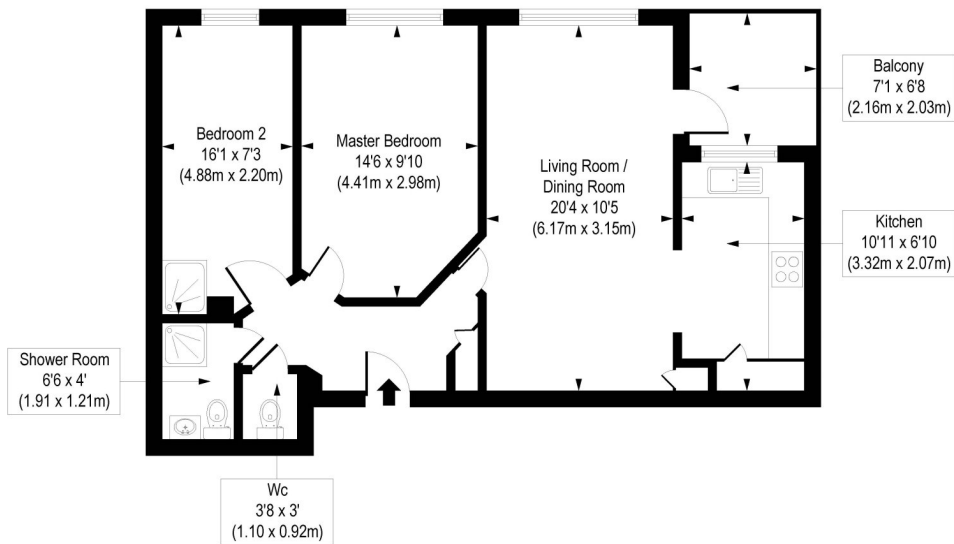 Bedroom 2
16'1 x 7'3
(4.88m x 2.20m)
Master Bedroom
14'6 x 9'10
(4.41m x 2.98m)
Living Room /
Dining Room
20'4 x 10'5
(6.17m x 3.15m)
Balcony
7'1 x 6'8
(2.16m x 2.03m)
Kitchen
10'11 x 6'10
(3.32m x 2.07m)
Shower Room
6'6 x 4'
(1.91 x 1.21m)
Wc
3'8 x 3'
(1.10 x 0.92m)